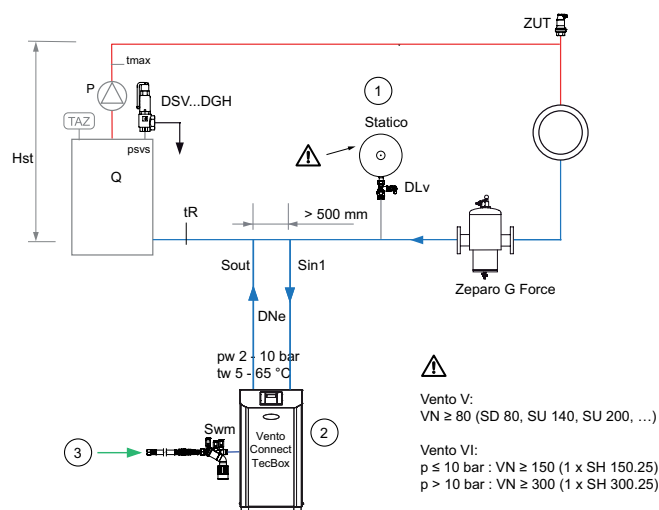 ZUT
tmax
P
DSV...DGH
1
TAZ
Statico
psvs
Hst
Q
DLv
tR
> 500 mm
Sout
Sin1
Zeparo G Force
DNe
pw 2 - 10 bar
tw 5 - 65 °C
Vento V:
VN ≥ 80 (SD 80, SU 140, SU 200, …)
Swm
2
Vento
Connect
TecBox
3
Vento VI:
p ≤ 10 bar : VN ≥ 150 (1 x SH 150.25)
p > 10 bar : VN ≥ 300 (1 x SH 300.25)